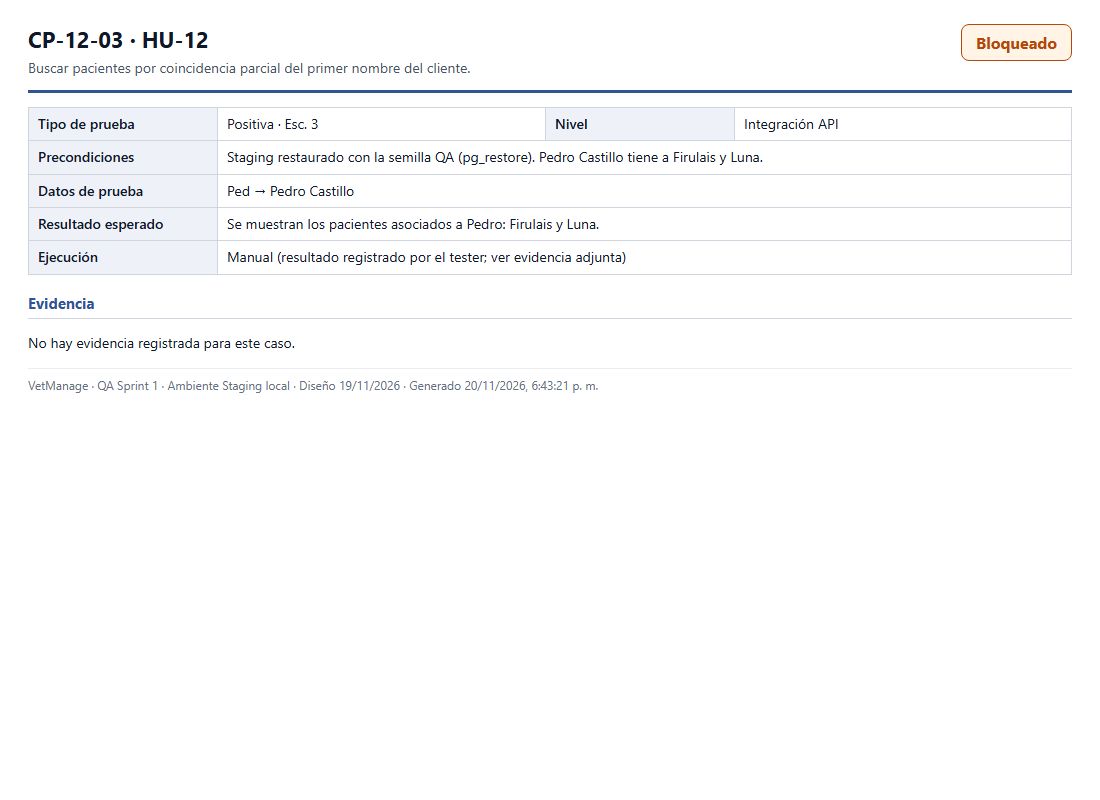 CP-12-03 · HU-12
Bloqueado
Buscar pacientes por coincidencia parcial del primer nombre del cliente.
Tipo de prueba Positiva · Esc. 3 Nivel Integración API
Precondiciones Staging restaurado con la semilla QA (pg_restore). Pedro Castillo tiene a Firulais y Luna.
Datos de prueba Ped → Pedro Castillo
Resultado esperado Se muestran los pacientes asociados a Pedro: Firulais y Luna.
Ejecución Manual (resultado registrado por el tester; ver evidencia adjunta)
Evidencia
No hay evidencia registrada para este caso.
VetManage · QA Sprint 1 · Ambiente Staging local · Diseño 19/11/2026 · Generado 20/11/2026, 6:43:21 p. m.